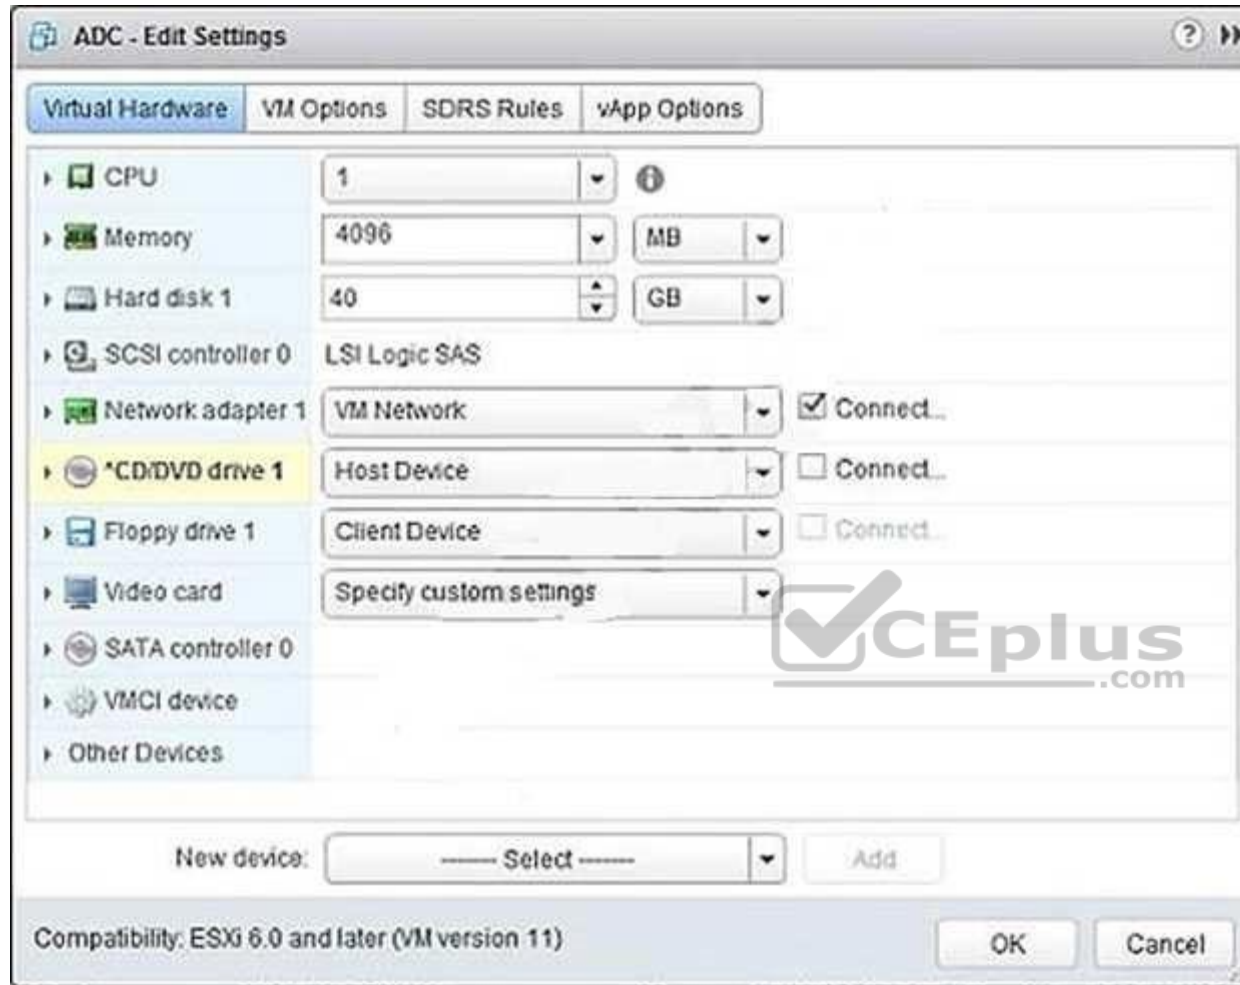 ADC - Edit Settings
Virtual Hardware VM Options SDRS Rules vApp Options
CPU 1
Memory 4096 MB
Hard disk 1 40 GB
SCSI controller 0 LSI Logic SAS
Network adapter 1 VM Network Connect...
*CD/DVD drive 1 Host Device Connect...
Floppy drive 1 Client Device Connect...
Video card Specify custom settings
SATA controller 0
VMCI device
Other Devices
VCEplus
.com
New device: ------- Select ------- Add
Compatibility: ESXi 6.0 and later (VM version 11) OK Cancel